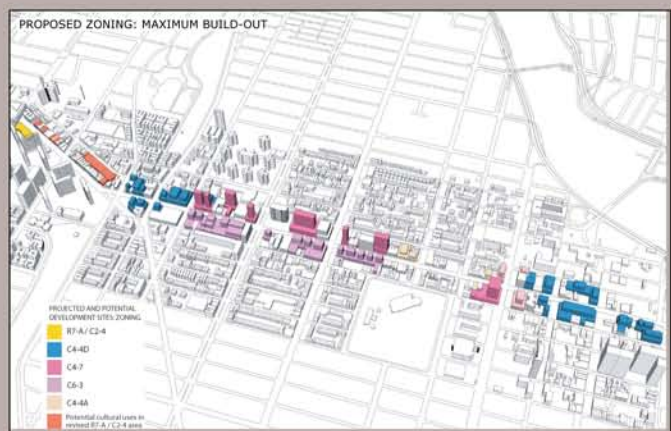 PROPOSED ZONING: MAXIMUM BUILD-OUT
PROJECTED AND POTENTIAL
DEVELOPMENT SITES ZONING
R7-A / C2-4
C4-4D
C4-7
C6-3
C4-4A
Potential cultural uses in
revised R7-A / C2-4 area